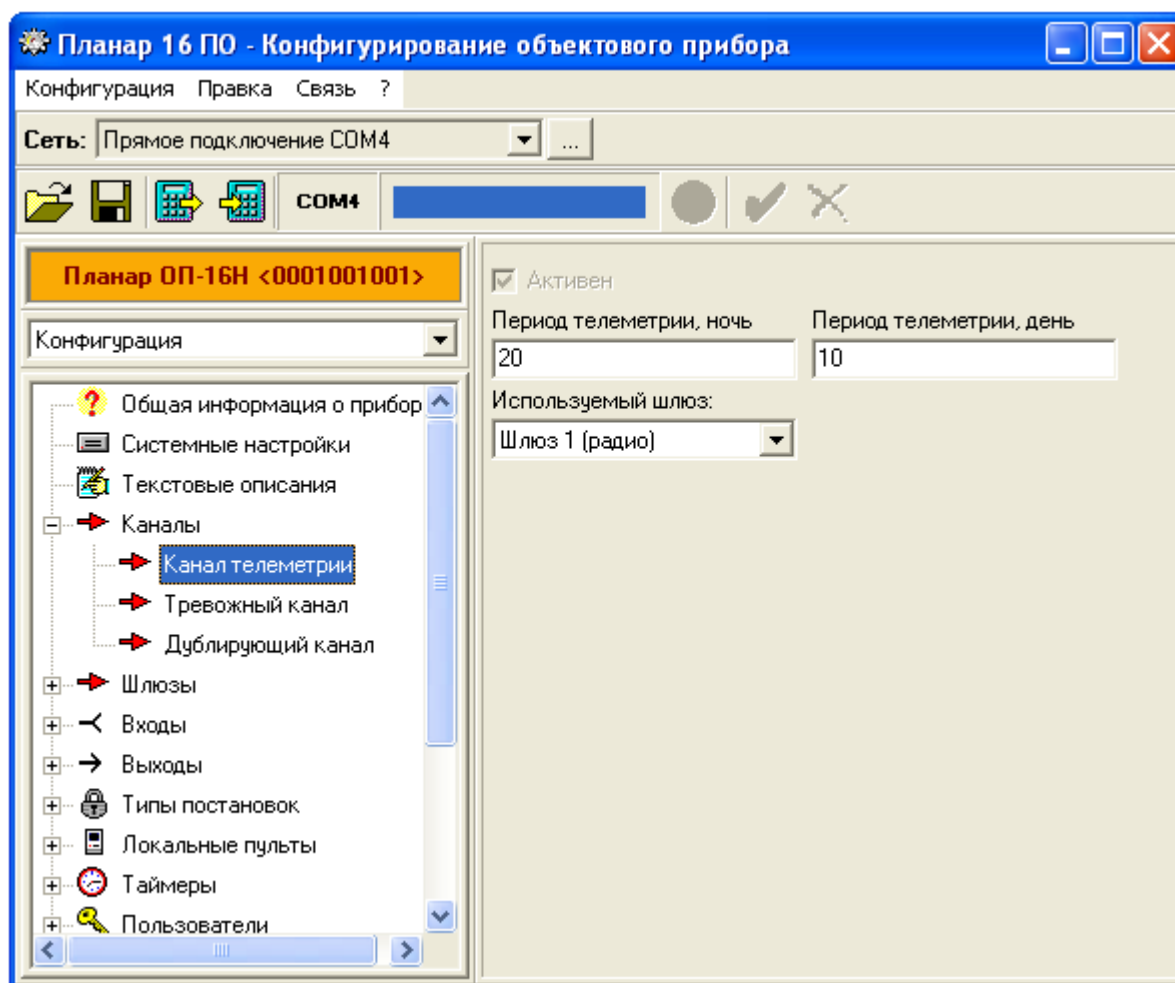 Планар 16 ПО - Конфигурирование объектового прибора
Конфигурация Правка Связь ?
Сеть: Прямое подключение COM4 ...
COM4
Планар ОП-16Н <0001001001>
Конфигурация
Общая информация о прибор
Системные настройки
Текстовые описания
Каналы
Канал телеметрии
Тревожный канал
Дублирующий канал
Шлюзы
Входы
Выходы
Типы постановок
Локальные пульты
Таймеры
Пользователи
Активен
Период телеметрии, ночь Период телеметрии, день
20 10
Используемый шлюз:
Шлюз 1 (радио)